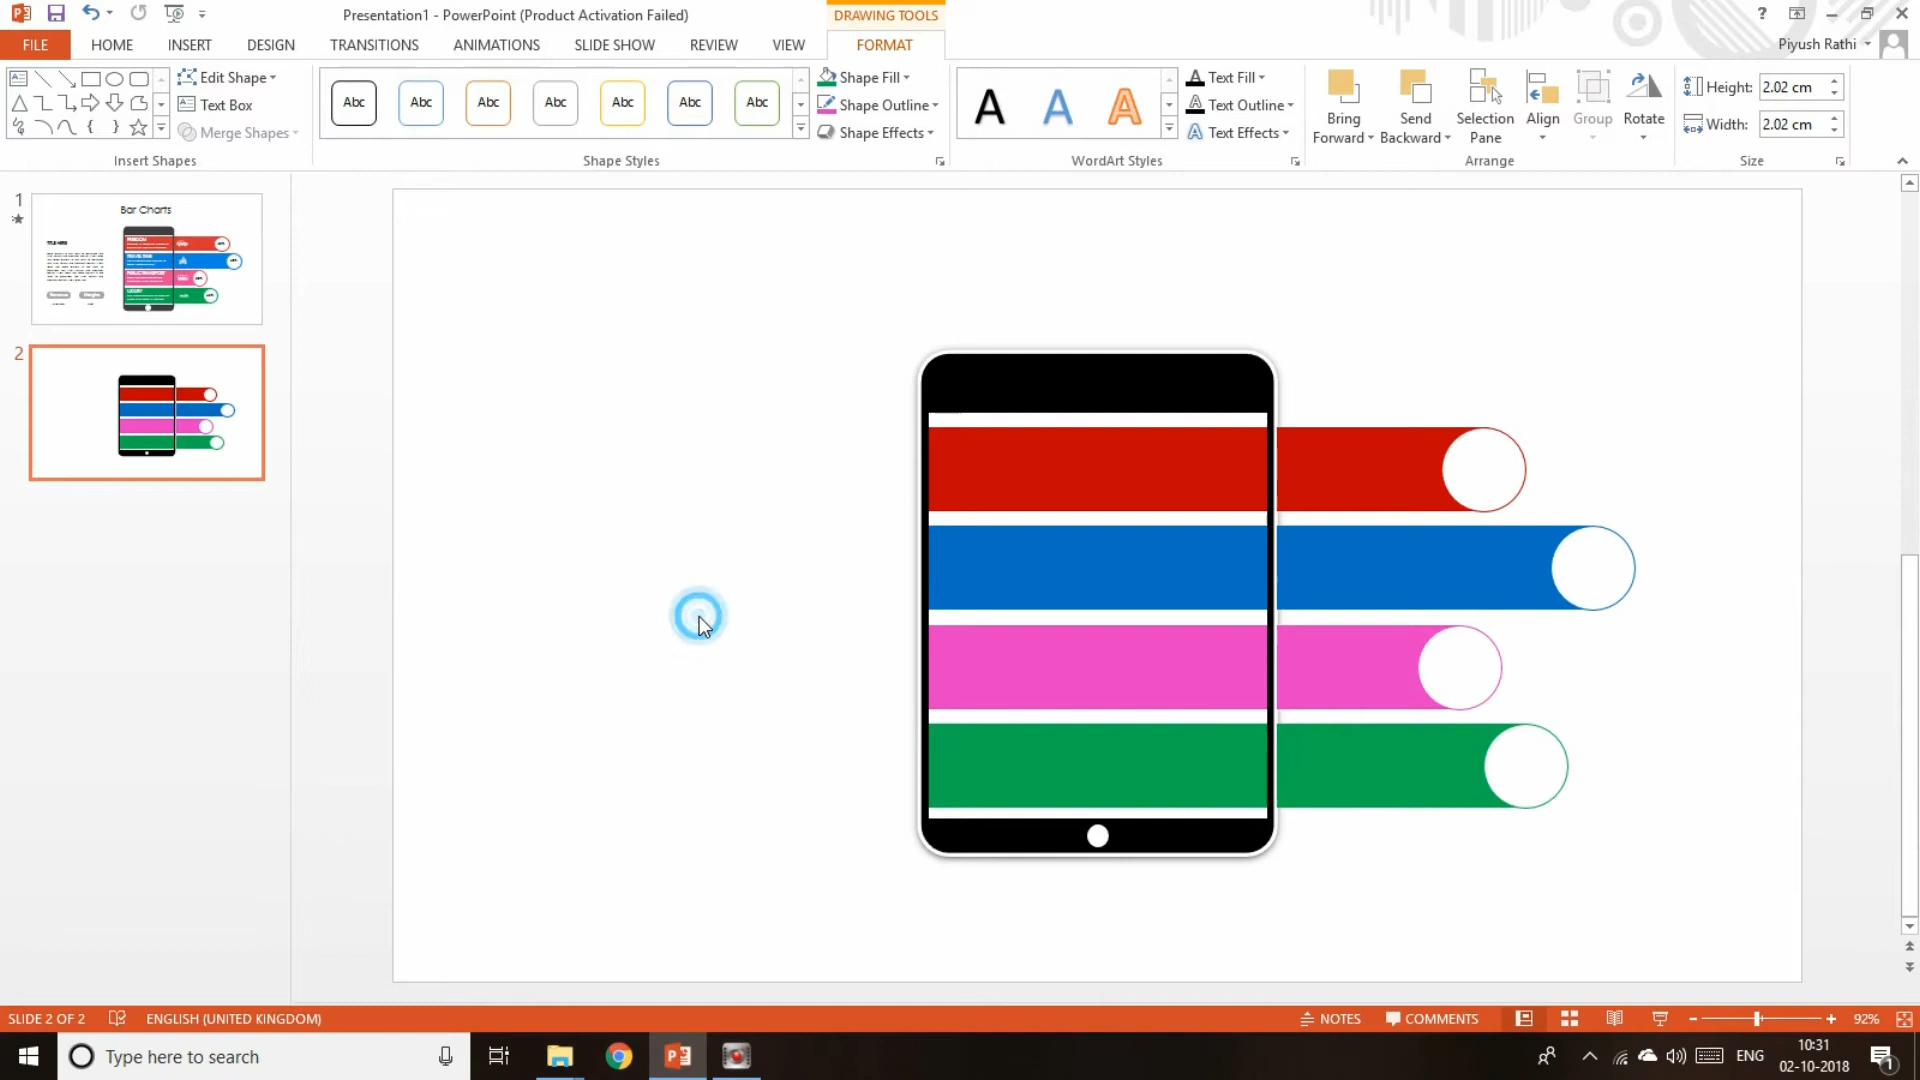 Presentation1 - PowerPoint (Product Activation Failed)
DRAWING TOOLS
?
FILE
HOME
INSERT
DESIGN
TRANSITIONS
ANIMATIONS
SLIDE SHOW
REVIEW
VIEW
FORMAT
Piyush Rathi
Edit Shape
Text Box
Merge Shapes
Insert Shapes
Abc Abc Abc Abc Abc Abc Abc
Shape Fill
Shape Outline
Shape Effects
Shape Styles
A A A
Text Fill
Text Outline
Text Effects
WordArt Styles
Bring Forward
Send Backward
Selection Pane
Align
Group
Rotate
Arrange
Height: 2.02 cm
Width: 2.02 cm
Size
1
Bar Charts
TITLE HERE
2
SLIDE 2 OF 2
ENGLISH (UNITED KINGDOM)
NOTES
COMMENTS
92%
Type here to search
ENG
10:31
02-10-2018
1